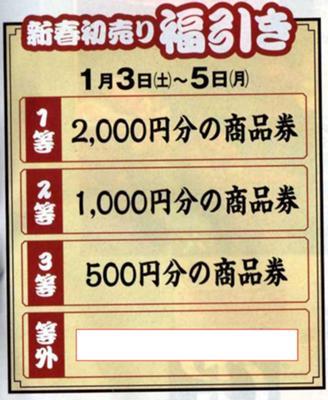 新春初売り福引き
1月3日(土)~5日(月)
1等 2,000円分の商品券
2等 1,000円分の商品券
3等 500円分の商品券
等外